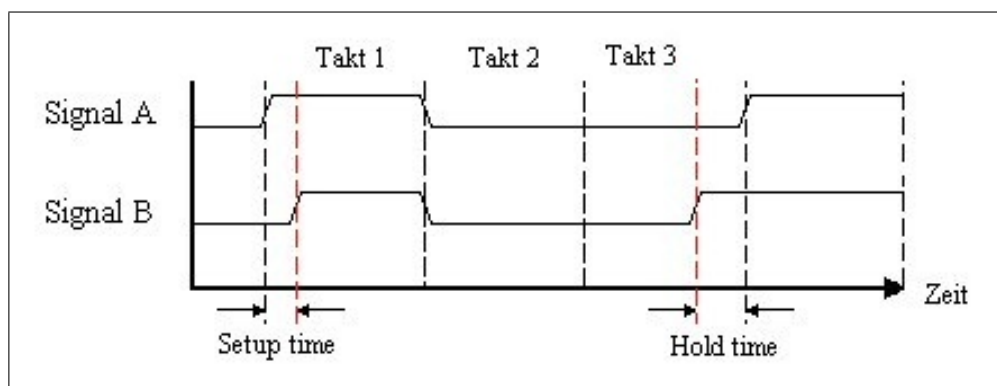 Takt 1
Takt 2
Takt 3
Signal A
Signal B
Zeit
Setup time
Hold time